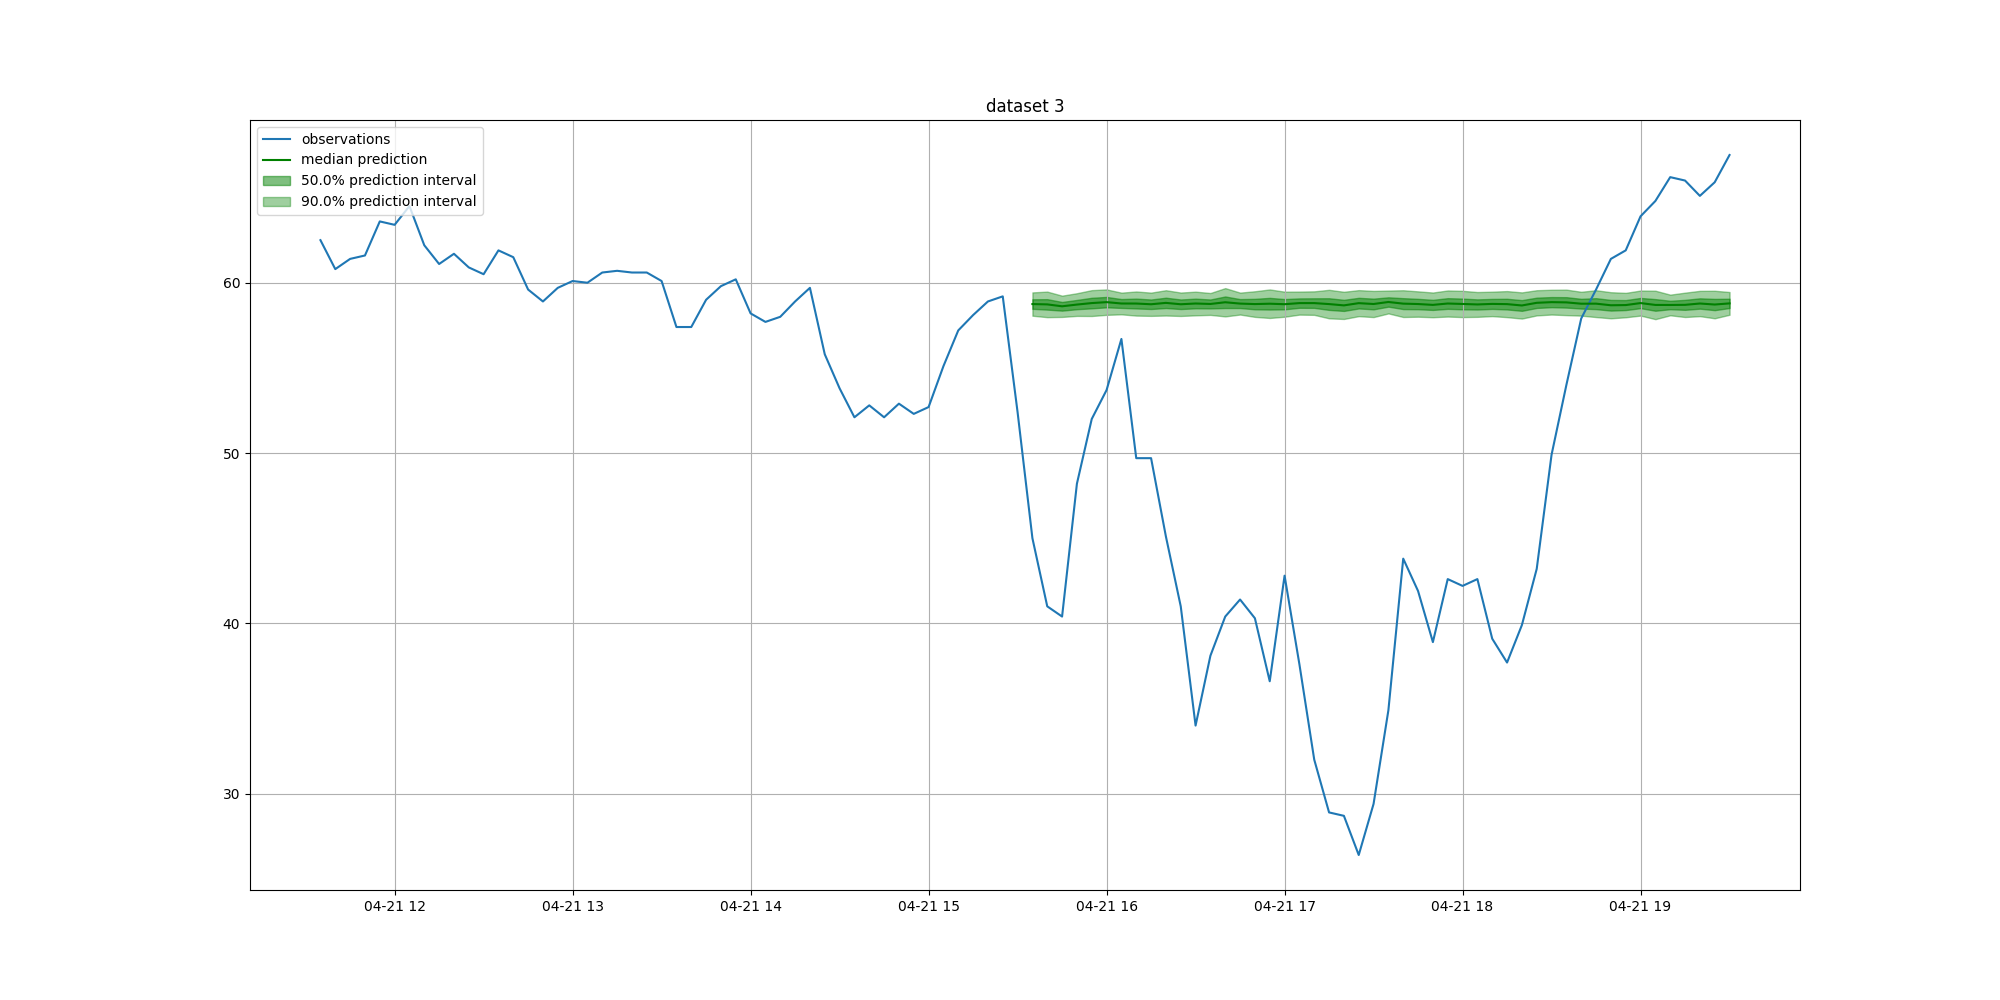 dataset 3
observations
median prediction
50.0% prediction interval
90.0% prediction interval
60
50
40
30
04-21 12
04-21 13
04-21 14
04-21 15
04-21 16
04-21 17
04-21 18
04-21 19